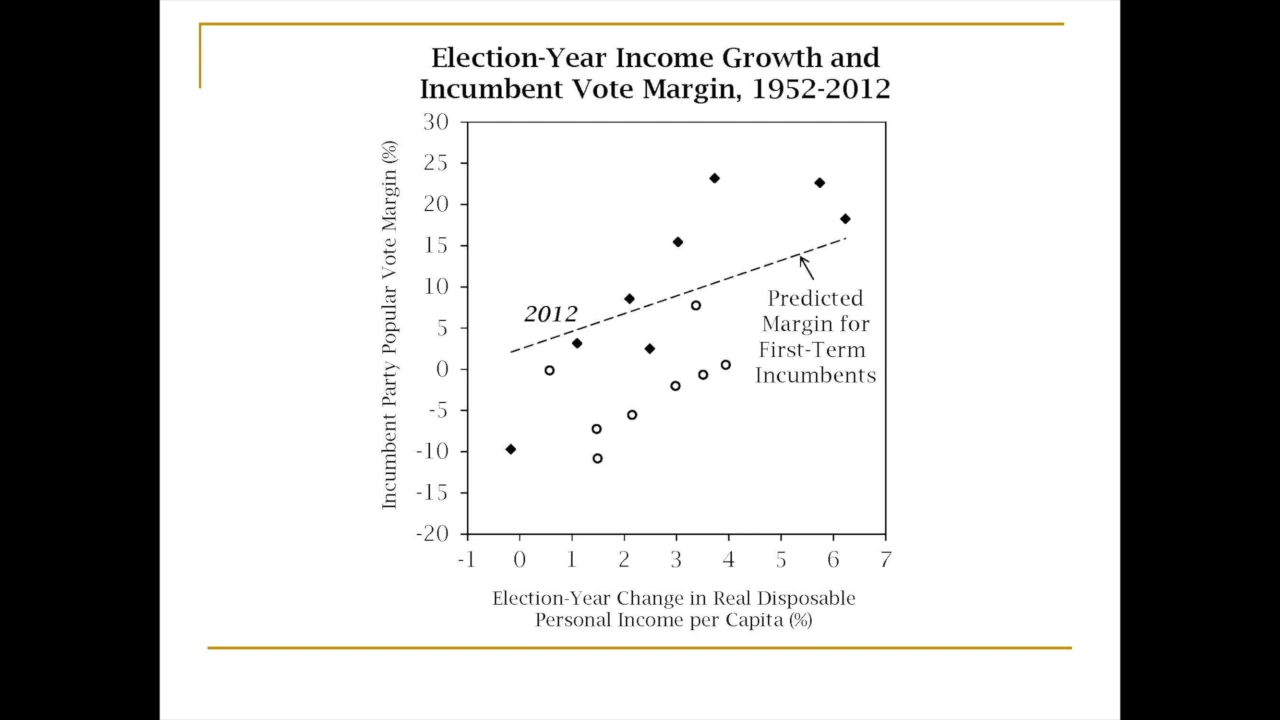 Election-Year Income Growth and
Incumbent Vote Margin, 1952-2012
Incumbent Party Popular Vote Margin (%)
30
25
20
15
10
5
0
-5
-10
-15
-20
2012
Predicted
Margin for
First-Term
Incumbents
-1 0 1 2 3 4 5 6 7
Election-Year Change in Real Disposable
Personal Income per Capita (%)